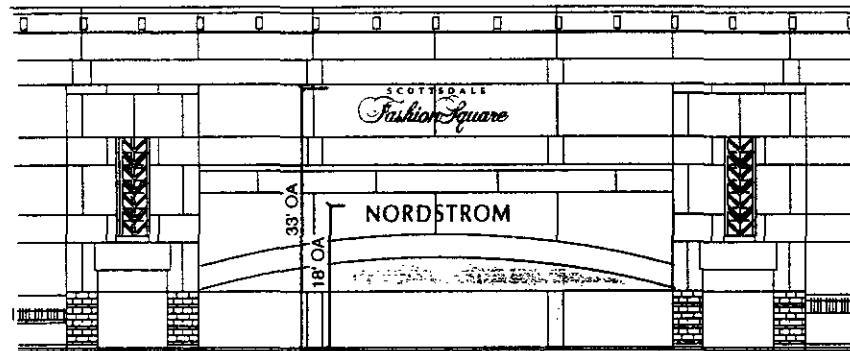 SCOTTSDALE
Fashion Square
33' OA
NORDSTROM
18' OA